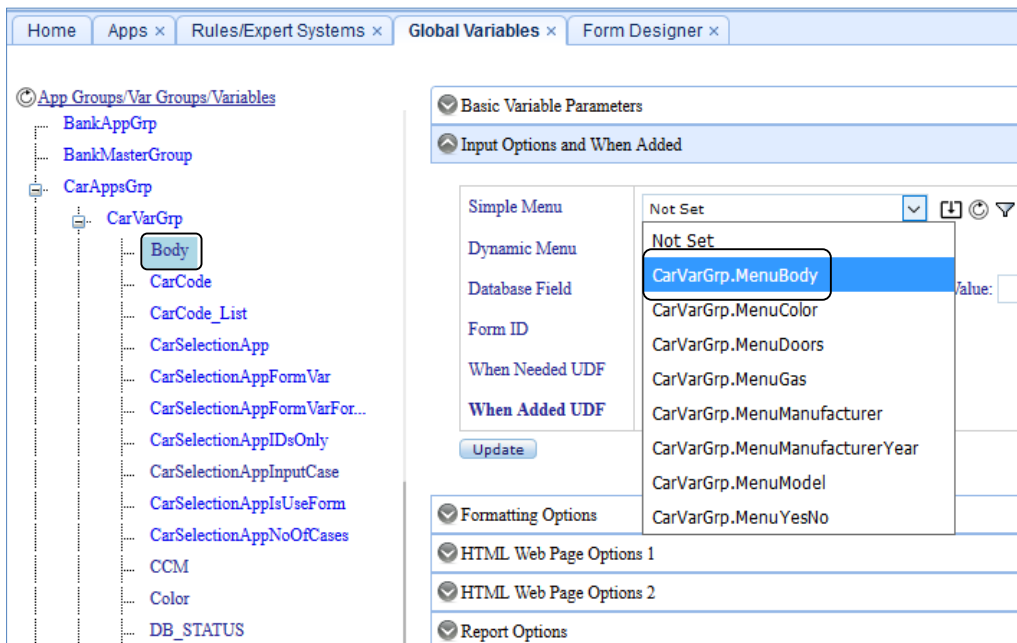 Home Apps × Rules/Expert Systems × Global Variables × Form Designer ×
App Groups/Var Groups/Variables
BankAppGrp
BankMasterGroup
CarAppsGrp
CarVarGrp
Body
CarCode
CarCode_List
CarSelectionApp
CarSelectionAppFormVar
CarSelectionAppFormVarFor...
CarSelectionAppIDsOnly
CarSelectionAppInputCase
CarSelectionAppIsUseForm
CarSelectionAppNoOfCases
CCM
Color
DB_STATUS
Basic Variable Parameters
Input Options and When Added
Simple Menu Not Set
Dynamic Menu
Database Field Value:
Form ID
When Needed UDF
When Added UDF
Update
Not Set
CarVarGrp.MenuBody
CarVarGrp.MenuColor
CarVarGrp.MenuDoors
CarVarGrp.MenuGas
CarVarGrp.MenuManufacturer
CarVarGrp.MenuManufacturerYear
CarVarGrp.MenuModel
CarVarGrp.MenuYesNo
Formatting Options
HTML Web Page Options 1
HTML Web Page Options 2
Report Options